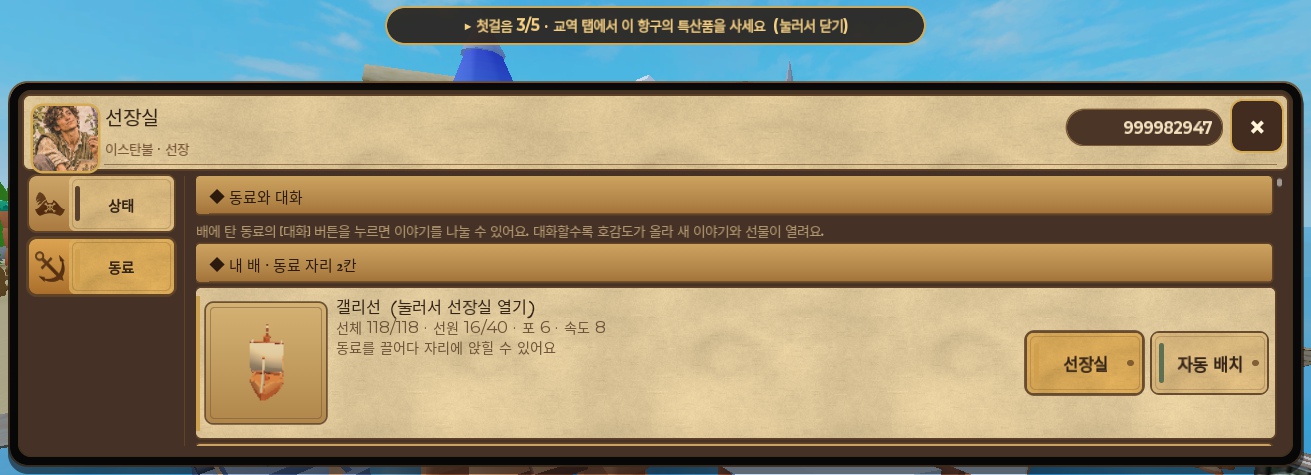 ▸ 첫걸음 3/5 · 교역 탭에서 이 항구의 특산품을 사세요 (눌러서 닫기)
선장실
이스탄불 · 선장
999982947
×
상태
동료
◆ 동료와 대화
배에 탄 동료의 [대화] 버튼을 누르면 이야기를 나눌 수 있어요. 대화할수록 호감도가 올라 새 이야기와 선물이 열려요.
◆ 내 배 · 동료 자리 2칸
갤리선 (눌러서 선장실 열기)
선체 118/118 · 선원 16/40 · 포 6 · 속도 8
동료를 끌어다 자리에 앉힐 수 있어요
선장실
자동 배치